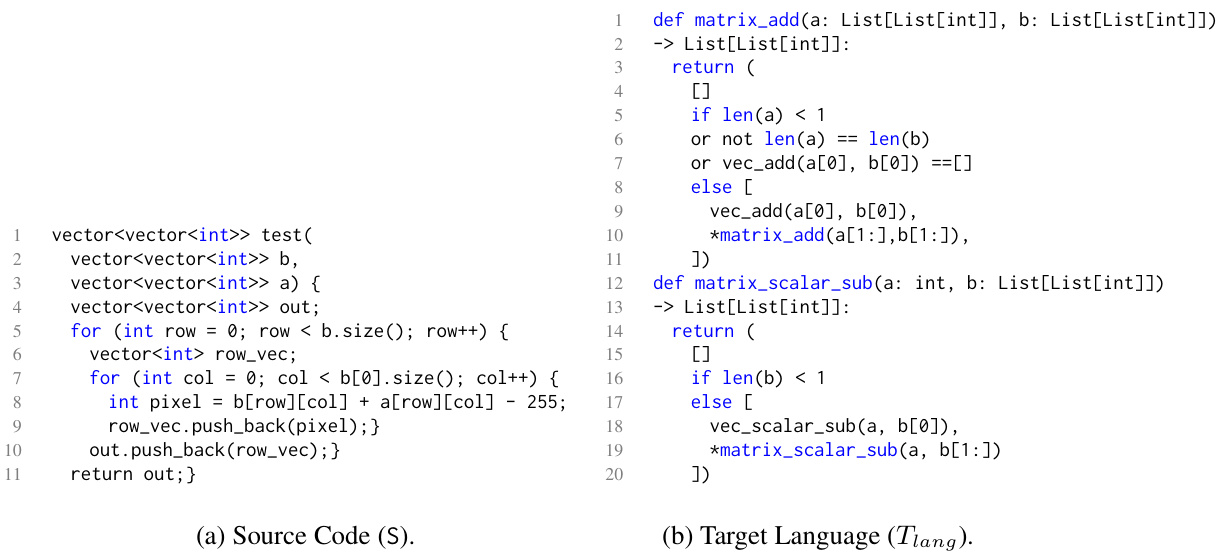 1 vector<vector<int>> test(
2 vector<vector<int>> b,
3 vector<vector<int>> a) {
4 vector<vector<int>> out;
5 for (int row = 0; row < b.size(); row++) {
6 vector<int> row_vec;
7 for (int col = 0; col < b[0].size(); col++) {
8 int pixel = b[row][col] + a[row][col] - 255;
9 row_vec.push_back(pixel);}
10 out.push_back(row_vec);}
11 return out;}
(a) Source Code (S).
1 def matrix_add(a: List[List[int]], b: List[List[int]])
2 -> List[List[int]]:
3 return (
4 []
5 if len(a) < 1
6 or not len(a) == len(b)
7 or vec_add(a[0], b[0]) ==[]
8 else [
9 vec_add(a[0], b[0]),
10 *matrix_add(a[1:],b[1:]),
11 ])
12 def matrix_scalar_sub(a: int, b: List[List[int]])
13 -> List[List[int]]:
14 return (
15 []
16 if len(b) < 1
17 else [
18 vec_scalar_sub(a, b[0]),
19 *matrix_scalar_sub(a, b[1:])
20 ])
(b) Target Language (T_lang).